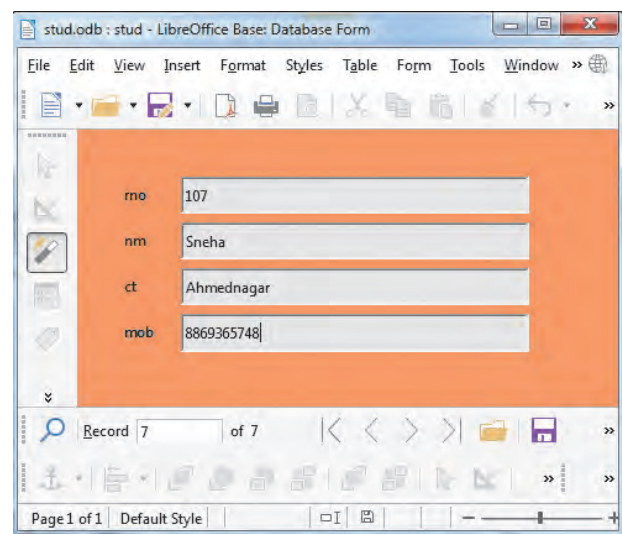 stud.odb : stud - LibreOffice Base: Database Form
File Edit View Insert Format Styles Table Form Tools Window »
»
rno 107
nm Sneha
ct Ahmednagar
mob 8869365748
Record 7 of 7 »
» »
Page 1 of 1 Default Style